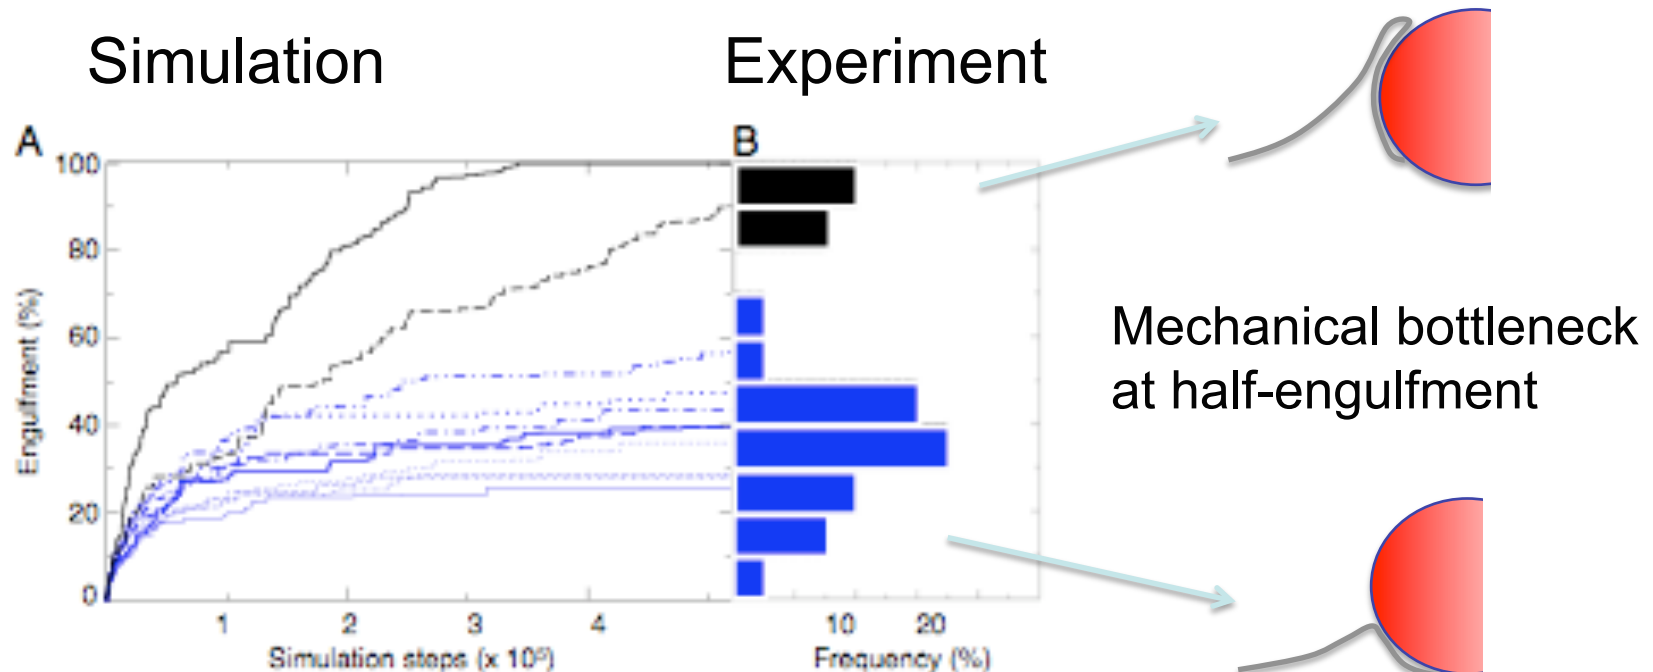 Simulation
Experiment
A
B
100
80
60
40
20
0
Engulfment (%)
1 2 3 4
Simulation steps
10 20
Frequency (%)
Mechanical bottleneck
at half-engulfment